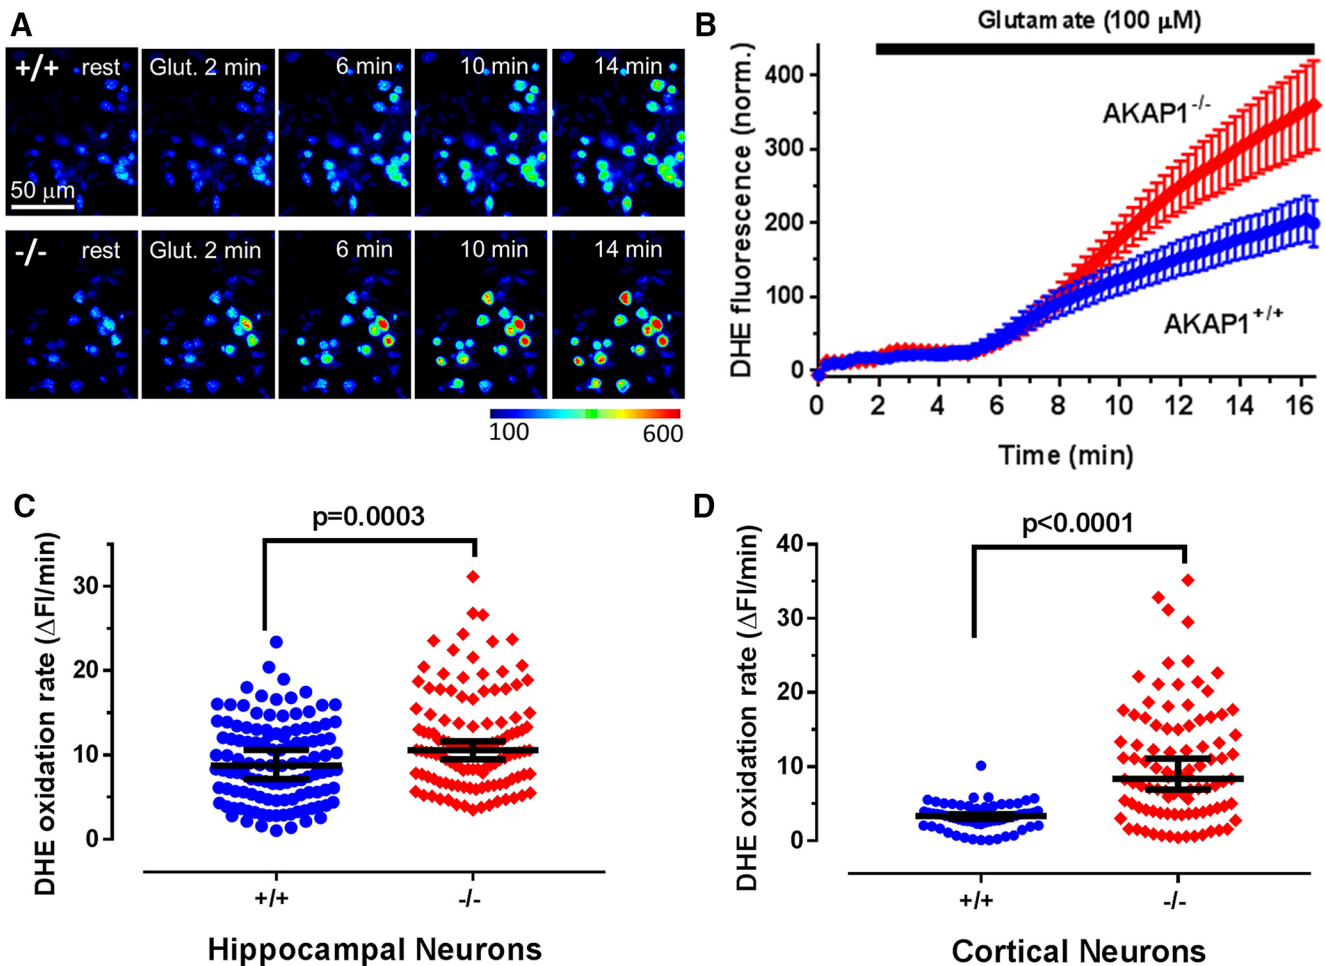 A
+/+ rest
Glut. 2 min
6 min
10 min
14 min
50 µm
-/- rest
Glut. 2 min
6 min
10 min
14 min
100
600
B
Glutamate (100 µM)
DHE fluorescence (norm.)
400
300
200
100
0
AKAP1-/-
AKAP1+/+
0 2 4 6 8 10 12 14 16
Time (min)
C
p=0.0003
DHE oxidation rate (ΔFI/min)
30
20
10
0
+/+ -/-
Hippocampal Neurons
D
p<0.0001
DHE oxidation rate (ΔFI/min)
40
30
20
10
0
+/+ -/-
Cortical Neurons